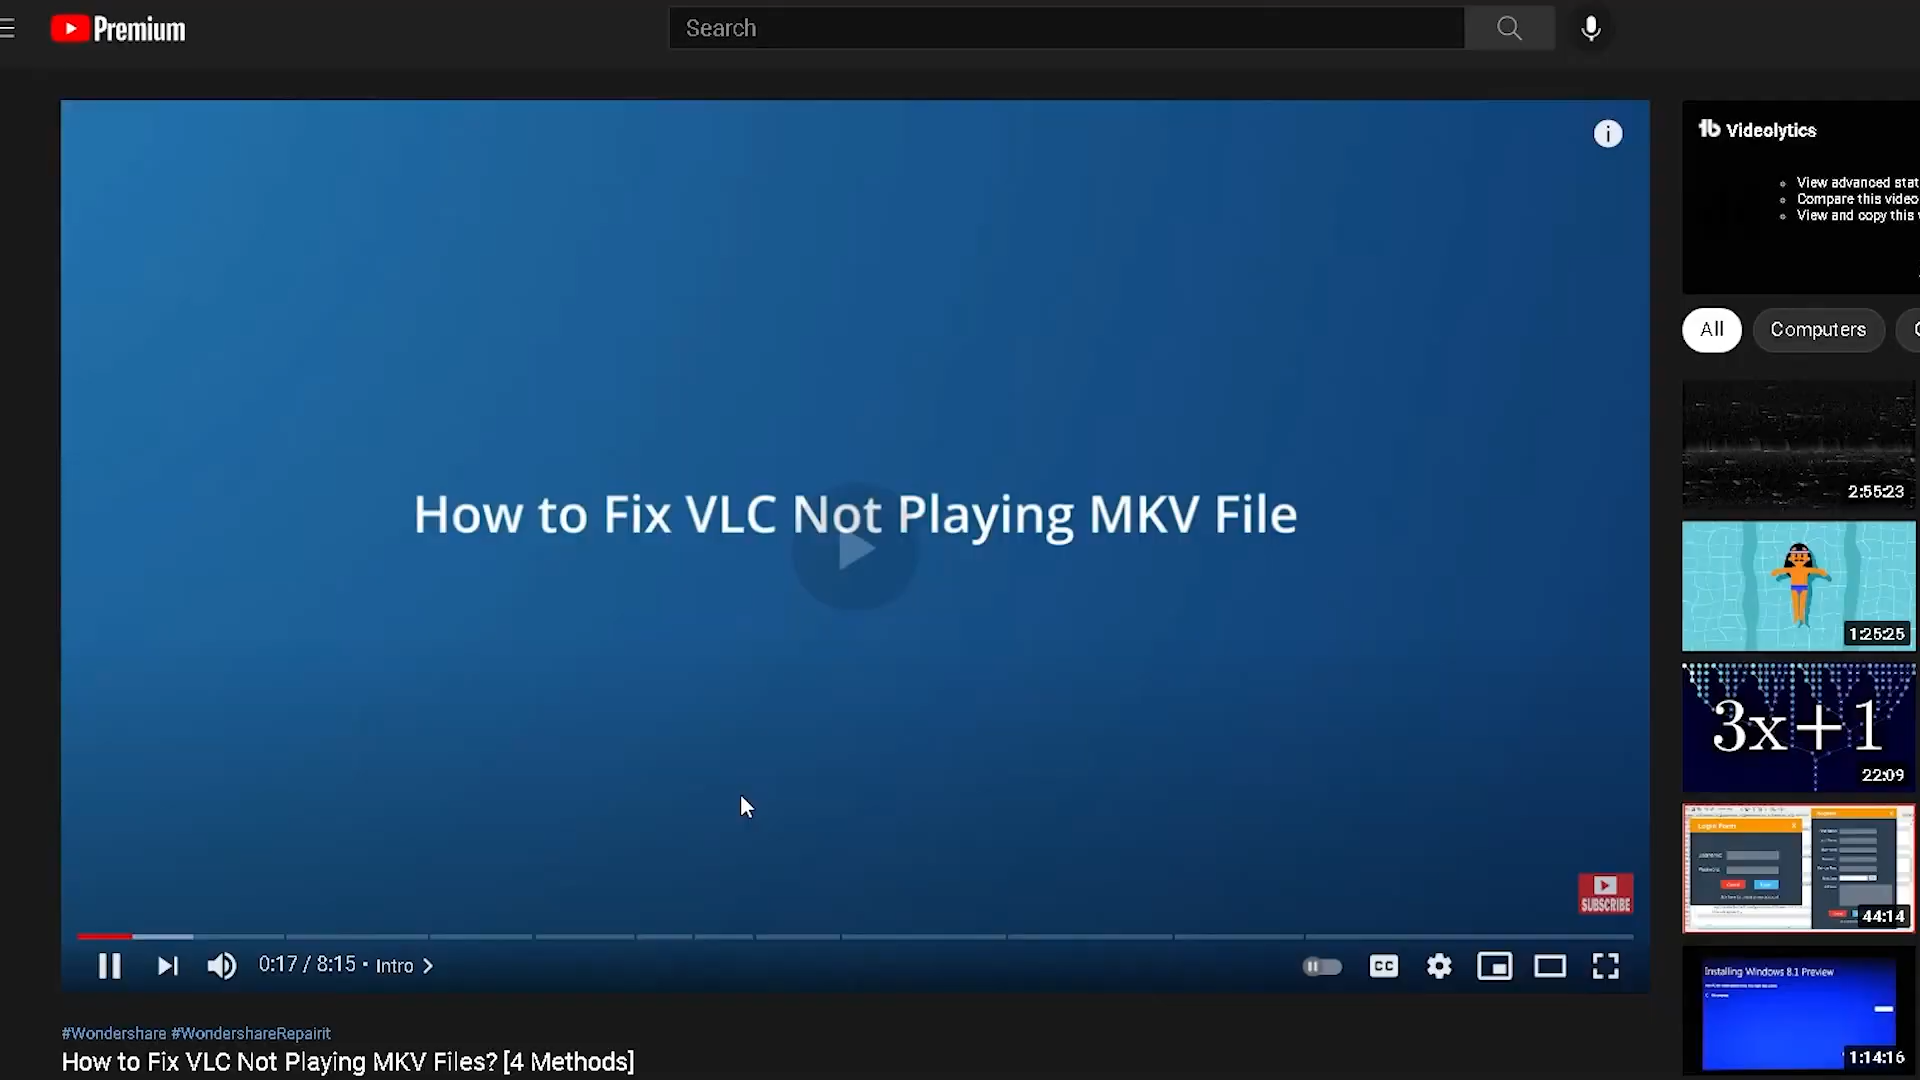 Premium
Search
1b Videolytics
View advanced stat
Compare this video
View and copy this
All
Computers
How to Fix VLC Not Playing MKV File
2:55:23
1:25:25
3x+1
22:09
44:14
SUBSCRIBE
0:17 / 8:15 • Intro
CC
Installing Windows 8.1 Preview
1:14:16
#Wondershare #WondershareRepairit
How to Fix VLC Not Playing MKV Files? [4 Methods]